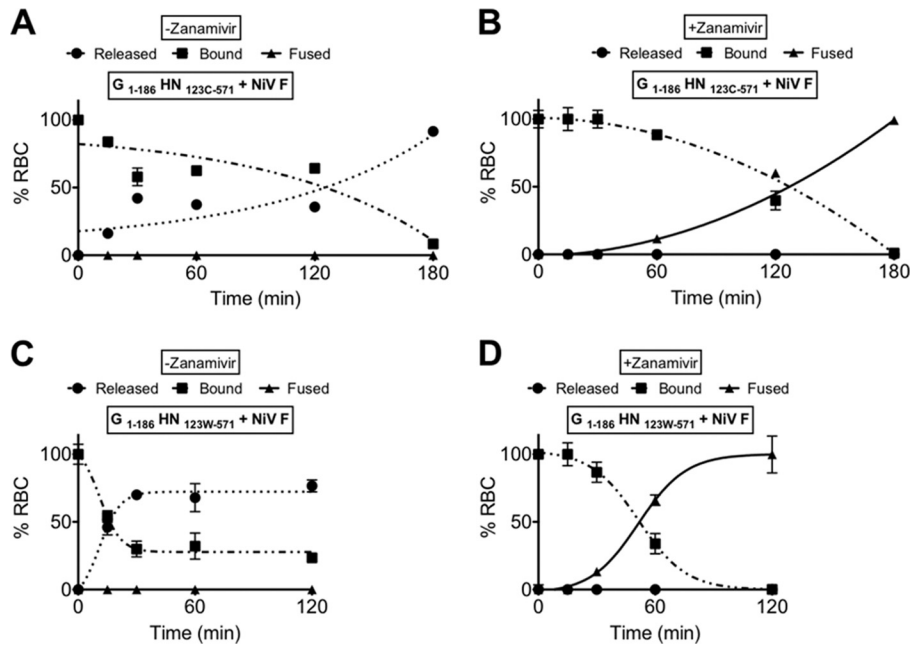 A
-Zanamivir
Released Bound Fused
G 1-186 HN 123C-571 + NiV F
% RBC
100
50
0
0 60 120 180
Time (min)
B
+Zanamivir
Released Bound Fused
G 1-186 HN 123C-571 + NiV F
% RBC
100
50
0
0 60 120 180
Time (min)
C
-Zanamivir
Released Bound Fused
G 1-186 HN 123W-571 + NiV F
% RBC
100
50
0
0 60 120
Time (min)
D
+Zanamivir
Released Bound Fused
G 1-186 HN 123W-571 + NiV F
% RBC
100
50
0
0 60 120
Time (min)